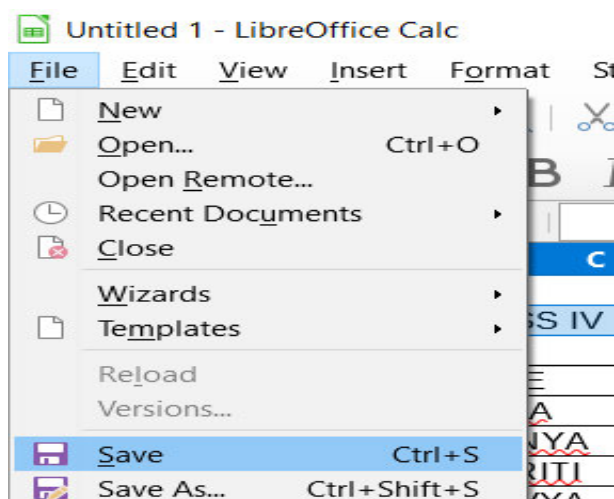 Untitled 1 - LibreOffice Calc
File Edit View Insert Format St
New
Open... Ctrl+O
Open Remote...
Recent Documents
Close
Wizards
Templates
Reload
Versions...
Save Ctrl+S
Save As... Ctrl+Shift+S
B
C
SS IV
E
A
NYA
RITI